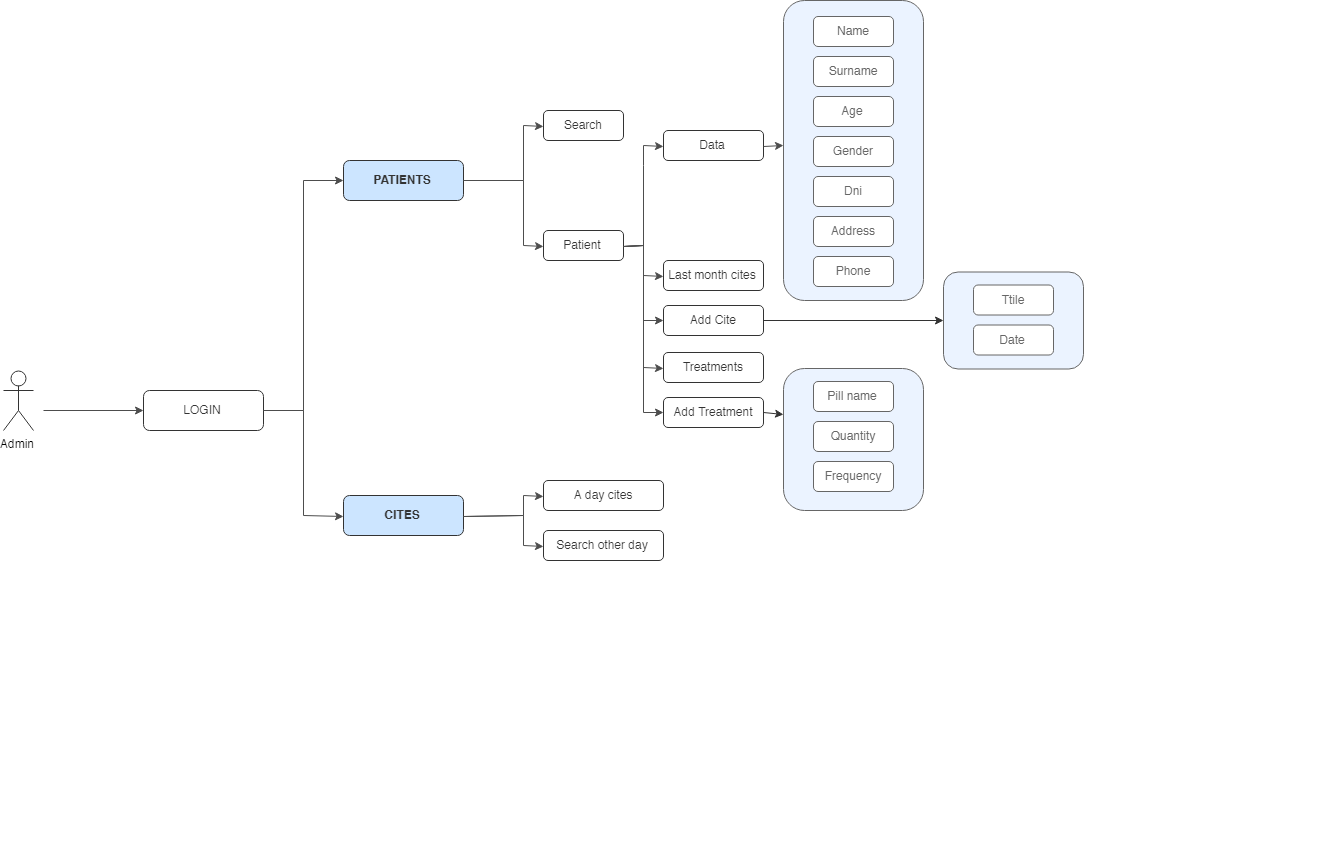 Name
Surname
Age
Gender
Dni
Address
Phone
Search
Data
PATIENTS
Patient
Last month cites
Add Cite
Treatments
Add Treatment
Ttile
Date
Pill name
Quantity
Frequency
LOGIN
Admin
CITES
A day cites
Search other day